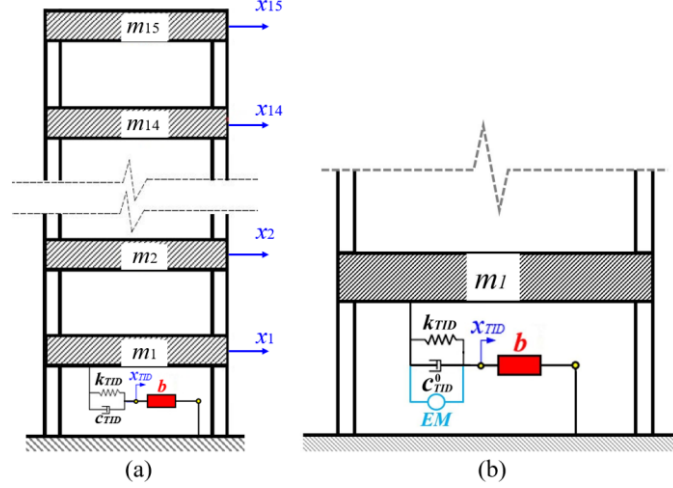 x15
m15
x14
m14
x2
m2
x1
m1
xTID
kTID
b
cTID
(a)
m1
kTID
xTID
b
c⁰TID
EM
(b)